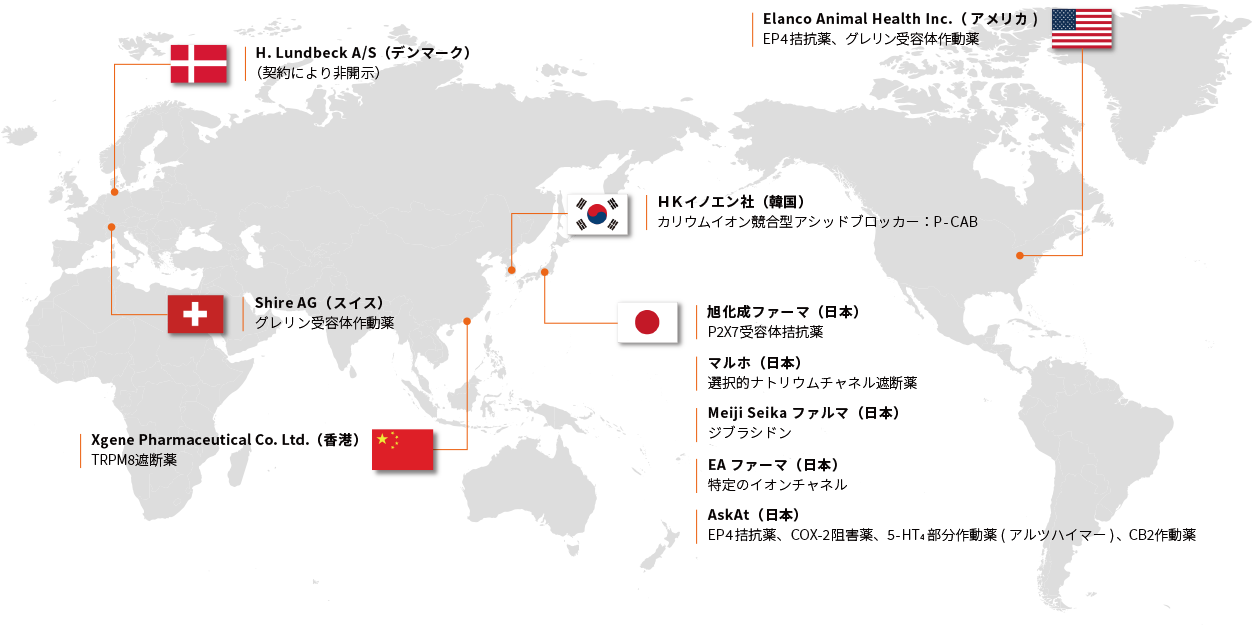 Elanco Animal Health Inc.（アメリカ）
EP4拮抗薬、グレリン受容体作動薬
H. Lundbeck A/S（デンマーク）
（契約により非開示）
ＨＫイノエン社（韓国）
カリウムイオン競合型アシッドブロッカー：P-CAB
Shire AG（スイス）
グレリン受容体作動薬
旭化成ファーマ（日本）
P2X7受容体拮抗薬
マルホ（日本）
選択的ナトリウムチャネル遮断薬
Meiji Seika ファルマ（日本）
ジプラシドン
Xgene Pharmaceutical Co. Ltd.（香港）
TRPM8遮断薬
EA ファーマ（日本）
特定のイオンチャネル
AskAt（日本）
EP4拮抗薬、COX-2阻害薬、5-HT₄部分作動薬 ( アルツハイマー ) 、CB2作動薬